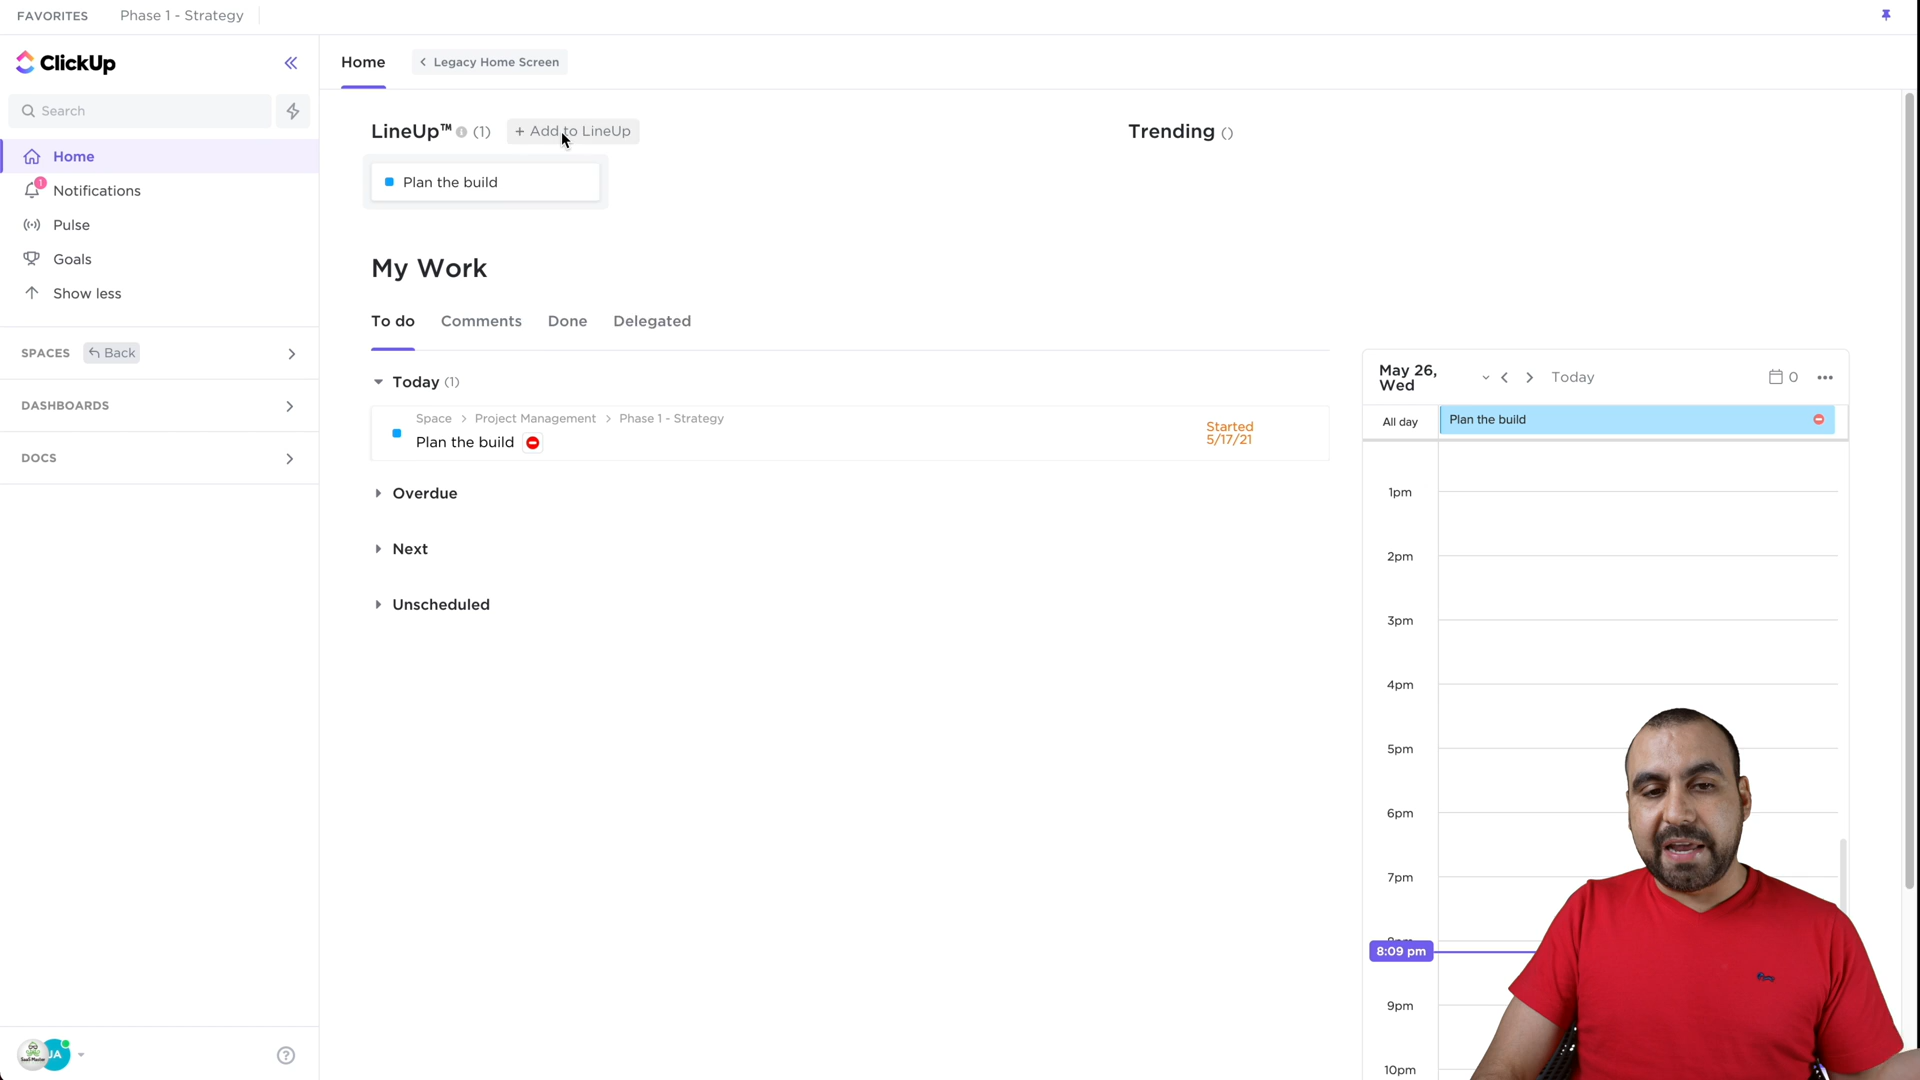 FAVORITES Phase 1 - Strategy
ClickUp
Search
Home
Notifications
1
Pulse
Goals
Show less
SPACES Back
DASHBOARDS
DOCS
JA
Home Legacy Home Screen
LineUp™ (1) + Add to LineUp
Plan the build
Trending ()
My Work
To do Comments Done Delegated
Today (1)
Space > Project Management > Phase 1 - Strategy
Plan the build
Started
5/17/21
Overdue
Next
Unscheduled
May 26,
Wed
Today
0
All day Plan the build
1pm
2pm
3pm
4pm
5pm
6pm
7pm
8:09 pm
9pm
10pm